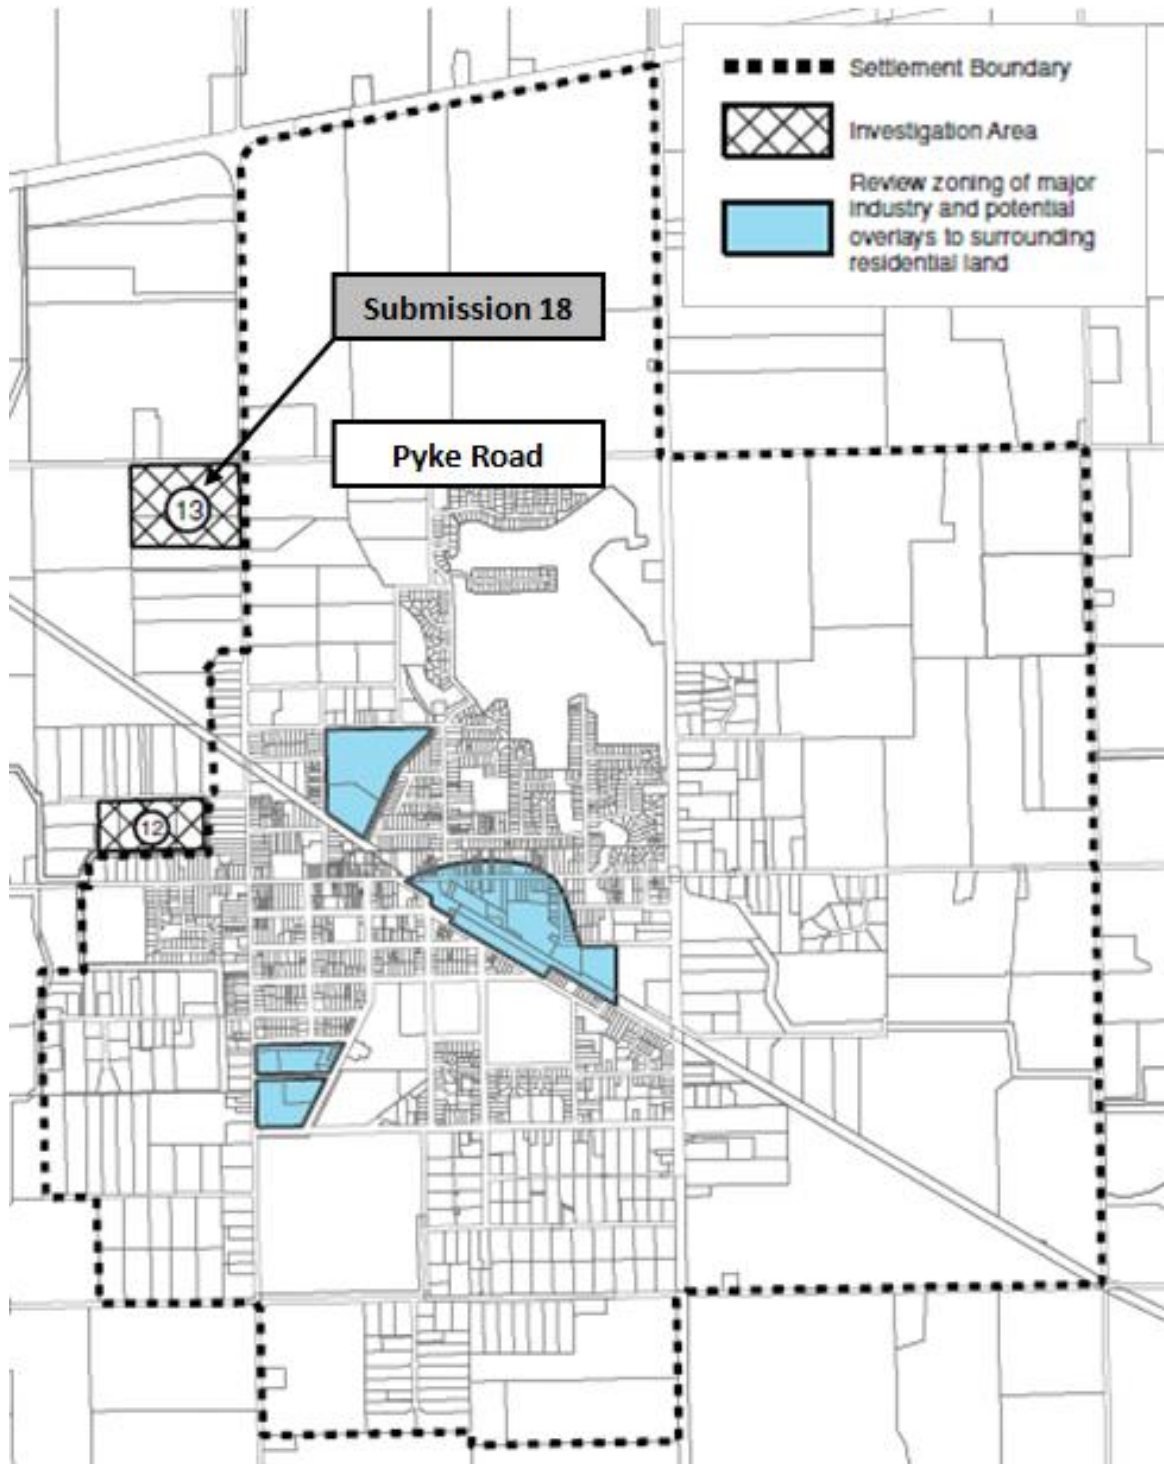 Settlement Boundary
Investigation Area
Review zoning of major
industry and potential
overlays to surrounding
residential land
Submission 18
Pyke Road
13
12